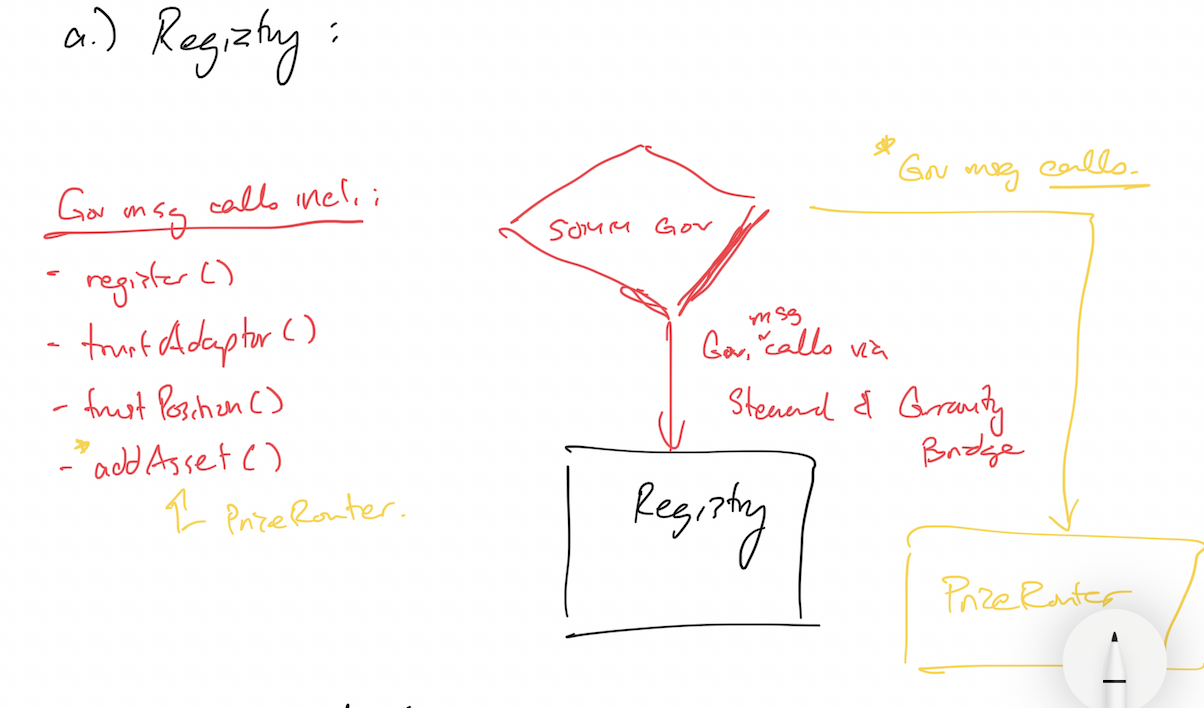 a.) Registry :
Gov msg calls incl. :
- register()
- trustAdaptor()
- trustPosition()
- *addAsset()
↑ PriceRouter.
SOMM GOV
msg
Gov, calls via
Steward & Gravity
Bridge
Registry
* Gov msg calls.
PriceRouter